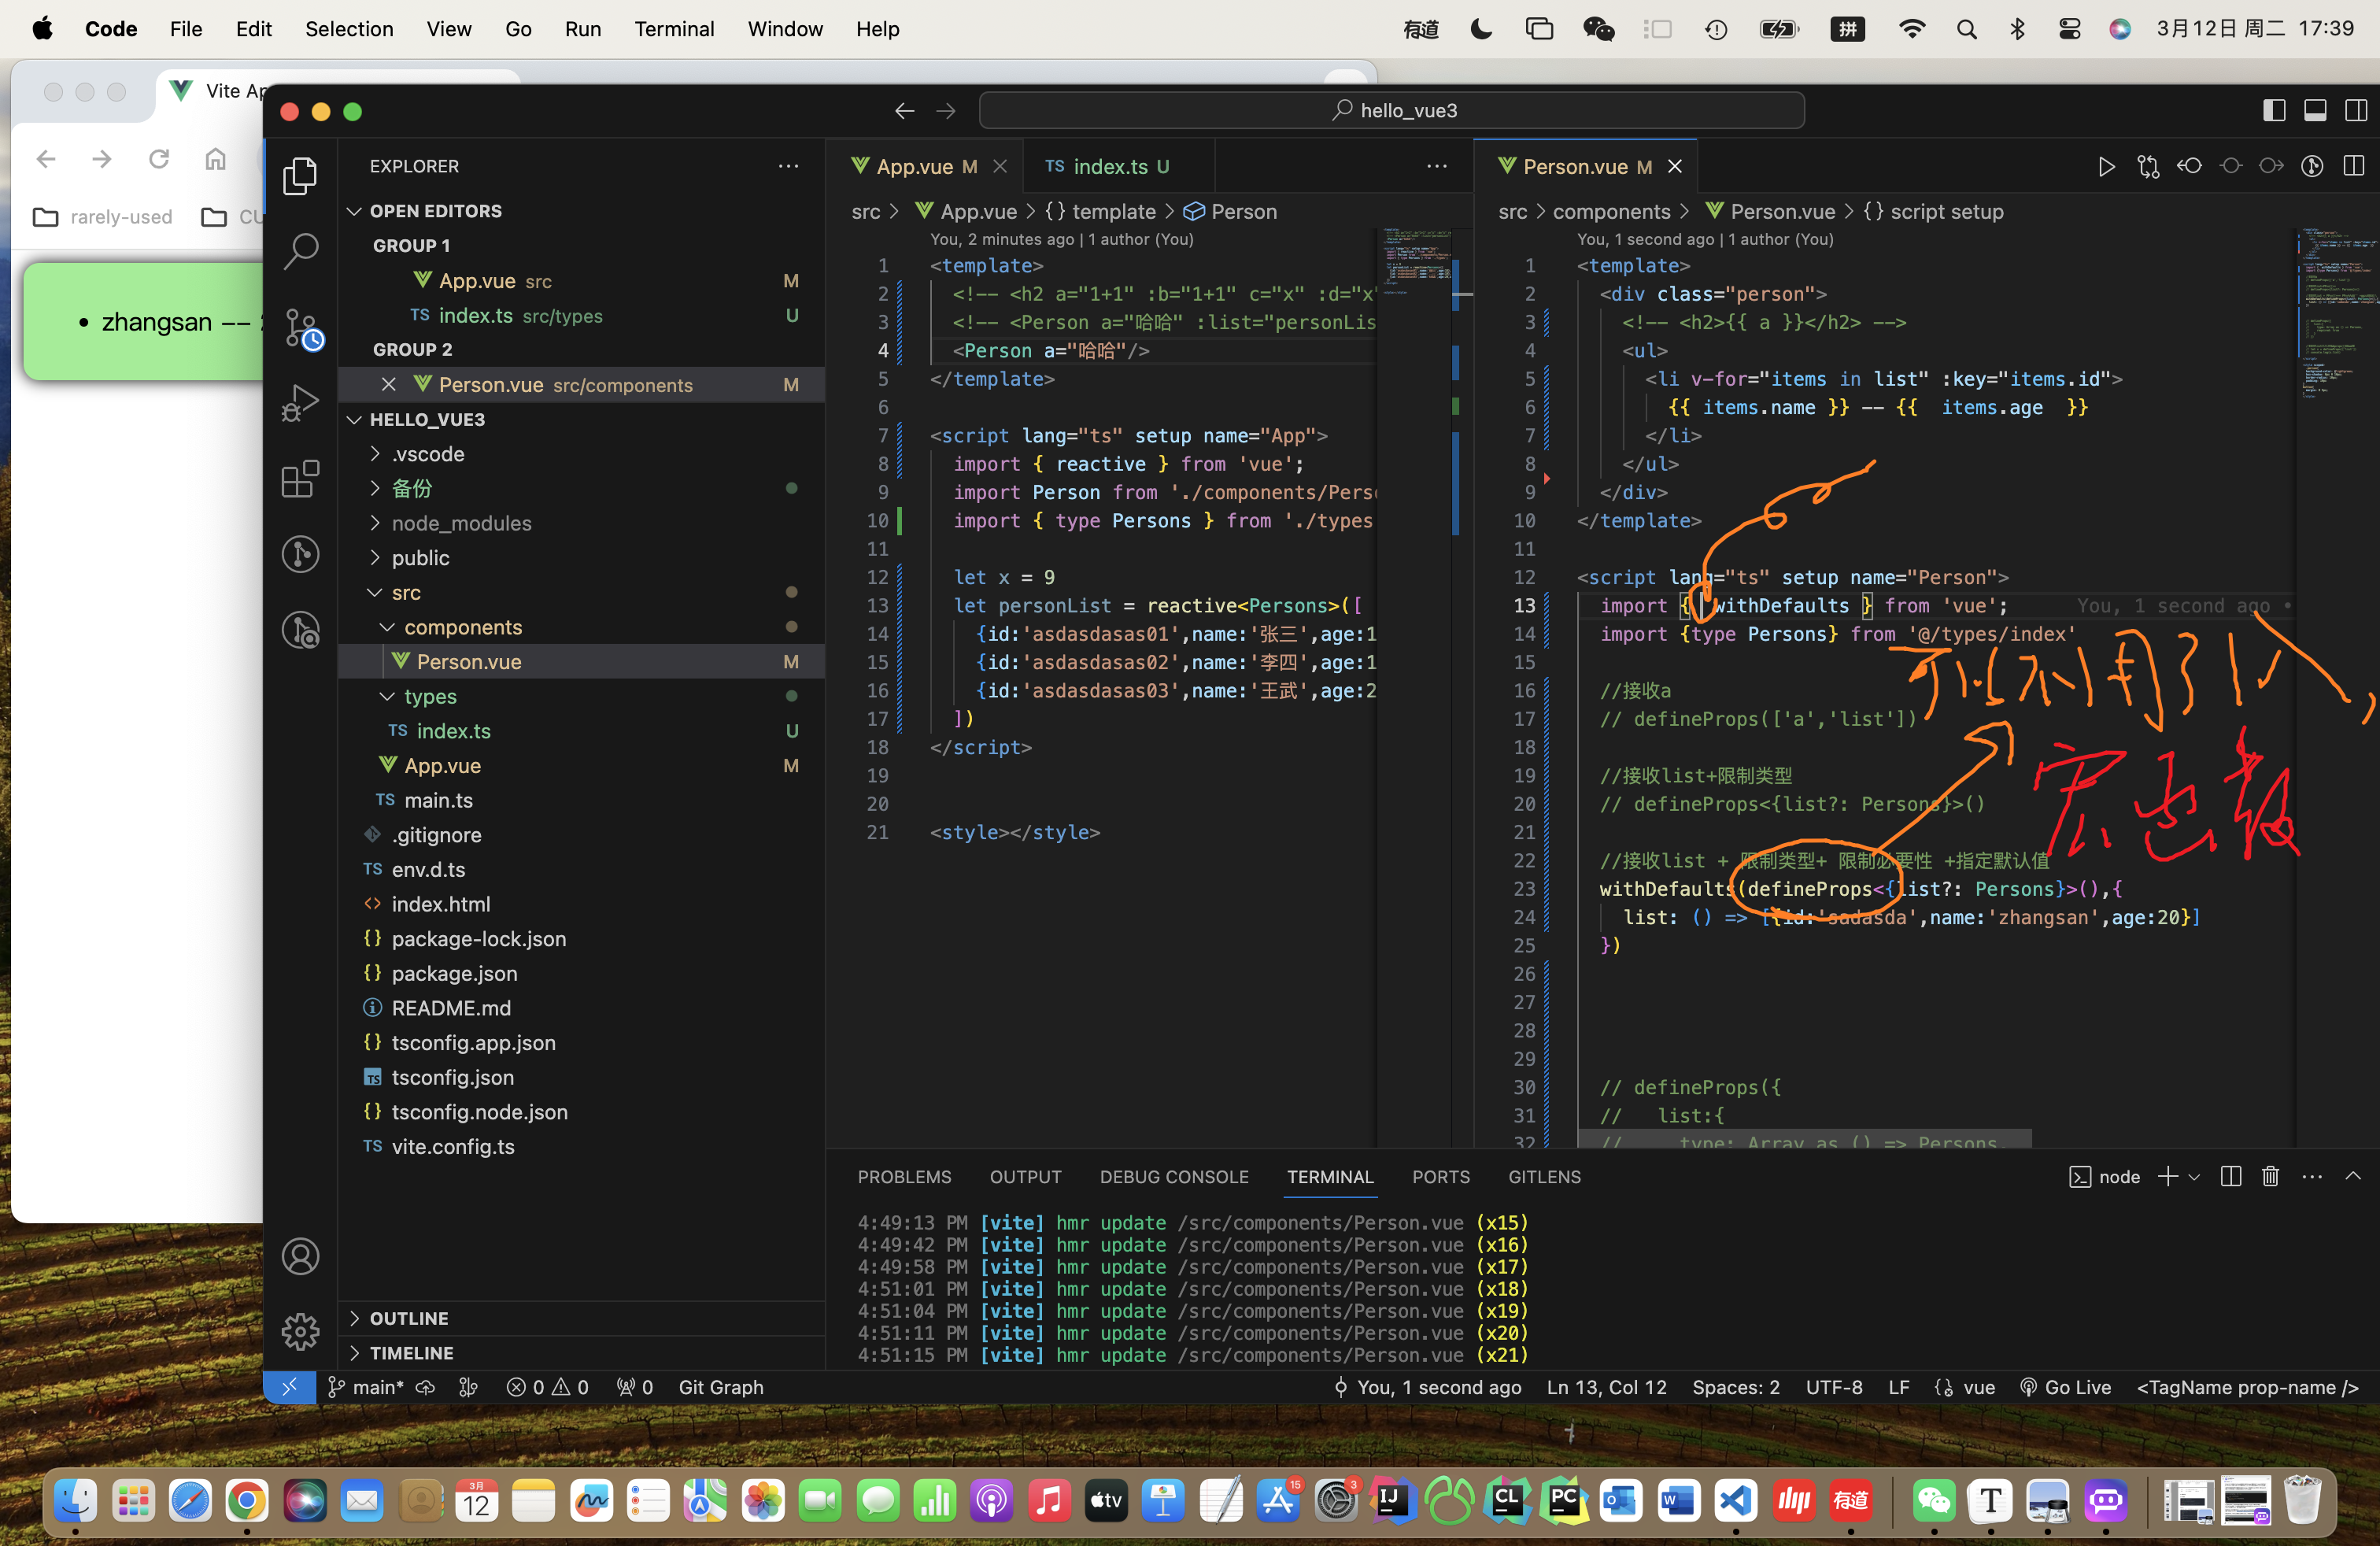 Code File Edit Selection View Go Run Terminal Window Help
有道 拼 3月12日 周二 17:39
Vite Ap
rarely-used CU
• zhangsan --
hello_vue3
EXPLORER
OPEN EDITORS
GROUP 1
App.vue src M
index.ts src/types U
GROUP 2
Person.vue src/components M
HELLO_VUE3
.vscode
备份
node_modules
public
src
components
Person.vue M
types
index.ts U
App.vue M
main.ts
.gitignore
env.d.ts
index.html
package-lock.json
package.json
README.md
tsconfig.app.json
tsconfig.json
tsconfig.node.json
vite.config.ts
OUTLINE
TIMELINE
App.vue M index.ts U
src > App.vue > {} template > Person
You, 2 minutes ago | 1 author (You)
1 <template>
2 <!-- <h2 a="1+1" :b="1+1" c="x" :d="x"
3 <!-- <Person a="哈哈" :list="personLis
4 <Person a="哈哈"/>
5 </template>
6
7 <script lang="ts" setup name="App">
8 import { reactive } from 'vue';
9 import Person from './components/Pers
10 import { type Persons } from './types
11
12 let x = 9
13 let personList = reactive<Persons>([
14 {id:'asdasdasas01',name:'张三',age:1
15 {id:'asdasdasas02',name:'李四',age:1
16 {id:'asdasdasas03',name:'王武',age:2
17 ])
18 </script>
19
20
21 <style></style>
Person.vue M
src > components > Person.vue > {} script setup
You, 1 second ago | 1 author (You)
1 <template>
2 <div class="person">
3 <!-- <h2>{{ a }}</h2> -->
4 <ul>
5 <li v-for="items in list" :key="items.id">
6 {{ items.name }} -- {{ items.age }}
7 </li>
8 </ul>
9 </div>
10 </template>
11
12 <script lang="ts" setup name="Person">
13 import { withDefaults } from 'vue'; You, 1 second ago •
14 import {type Persons} from '@/types/index'
15
16 //接收a
17 // defineProps(['a','list'])
18
19 //接收list+限制类型
20 // defineProps<{list?: Persons}>()
21
22 //接收list + 限制类型+ 限制必要性 +指定默认值
23 withDefaults(defineProps<{list?: Persons}>(),{
24 list: () => [{id:'sadasda',name:'zhangsan',age:20}]
25 })
26
27
28
29
30 // defineProps({
31 // list:{
32 // type: Array as () => Persons,
PROBLEMS OUTPUT DEBUG CONSOLE TERMINAL PORTS GITLENS
node
4:49:13 PM [vite] hmr update /src/components/Person.vue (x15)
4:49:42 PM [vite] hmr update /src/components/Person.vue (x16)
4:49:58 PM [vite] hmr update /src/components/Person.vue (x17)
4:51:01 PM [vite] hmr update /src/components/Person.vue (x18)
4:51:04 PM [vite] hmr update /src/components/Person.vue (x19)
4:51:11 PM [vite] hmr update /src/components/Person.vue (x20)
4:51:15 PM [vite] hmr update /src/components/Person.vue (x21)
main* 0 0 0 Git Graph
You, 1 second ago Ln 13, Col 12 Spaces: 2 UTF-8 LF vue Go Live <TagName prop-name />
3月
12
tv
15
3
IJ
CL
PC
W
有道
T